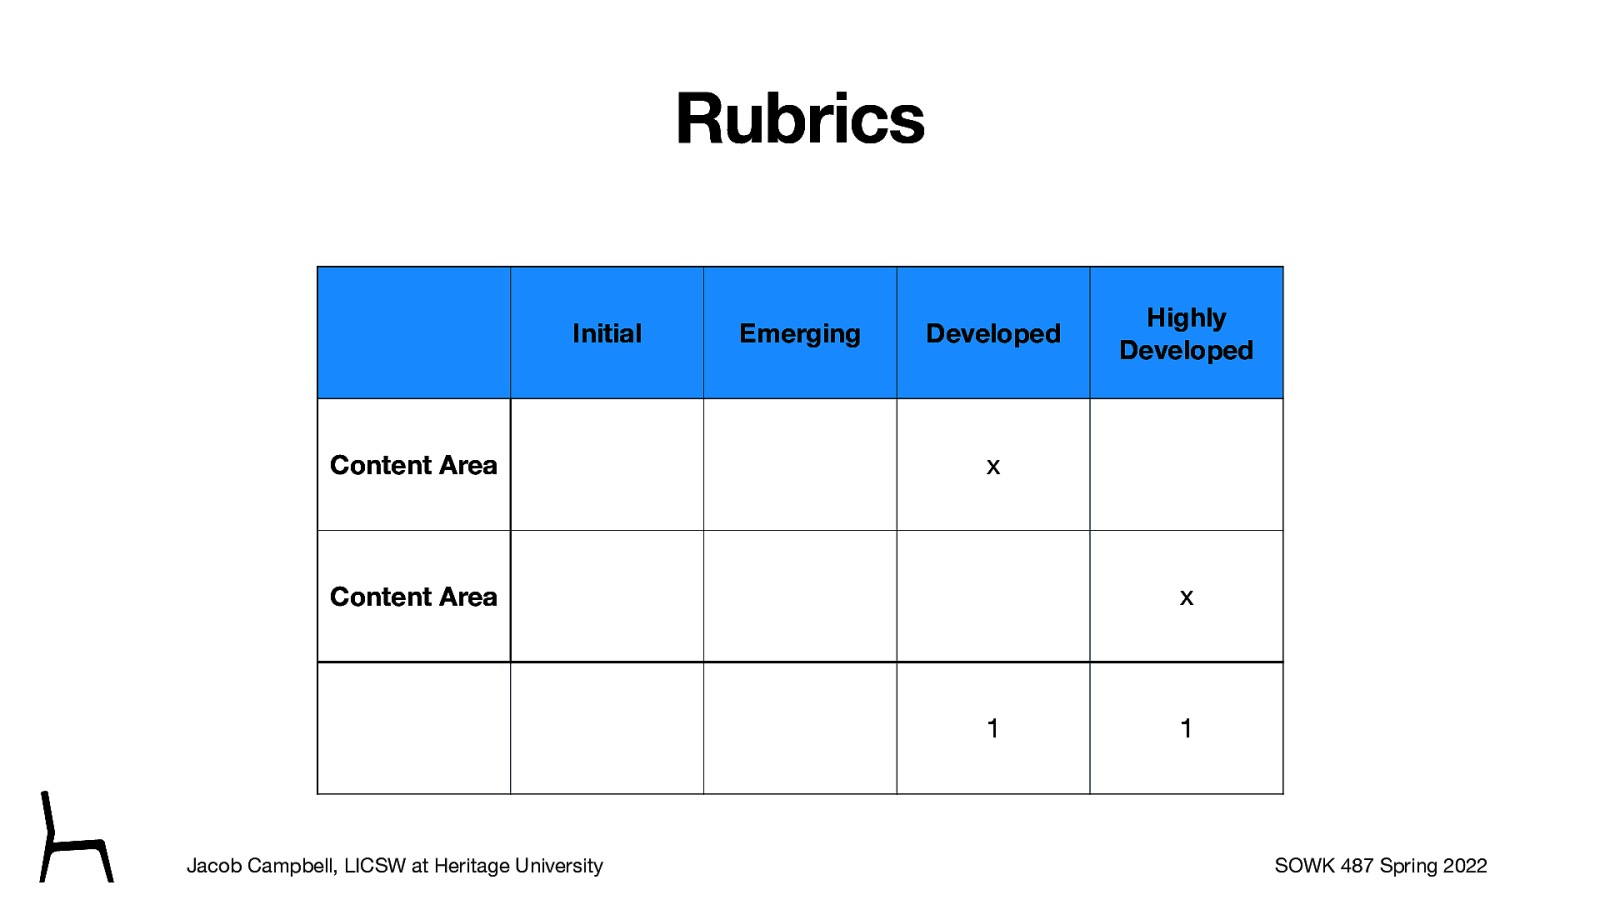 Rubrics
Initial
Emerging
Developed
Highly
Developed
Content Area
x
Content Area
x
1
1
Jacob Campbell, LICSW at Heritage University
SOWK 487 Spring 2022